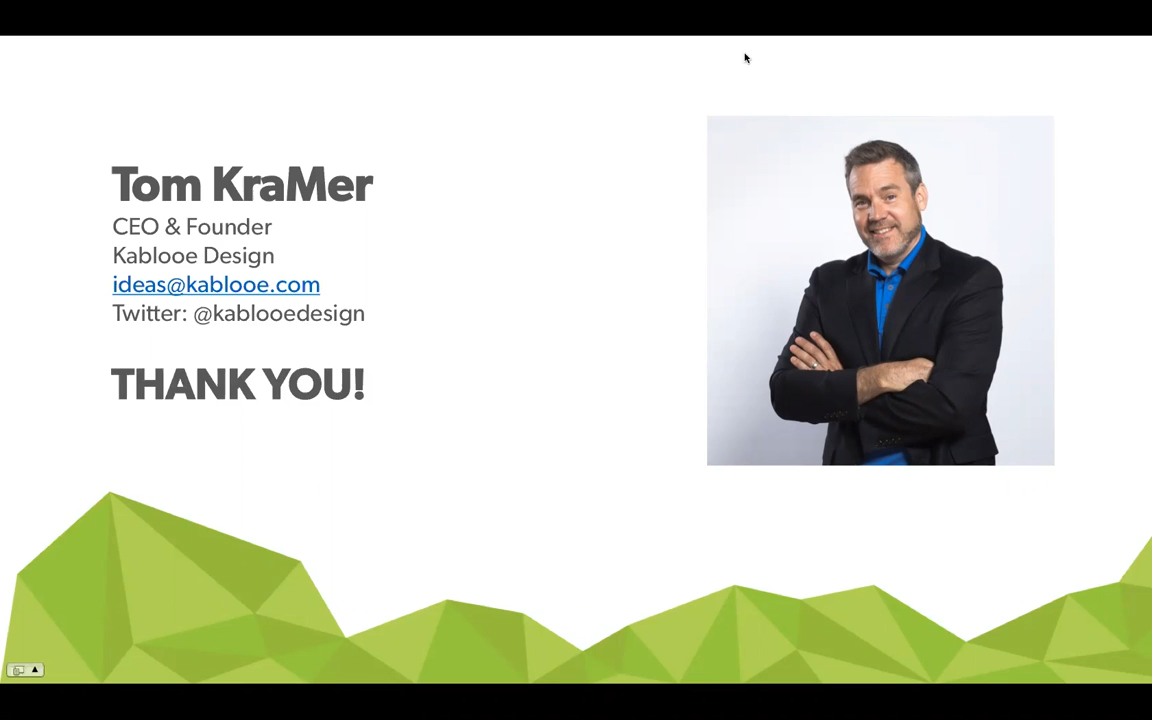 Tom KraMer
CEO & Founder
Kablooe Design
ideas@kablooe.com
Twitter: @kablooedesign
THANK YOU!